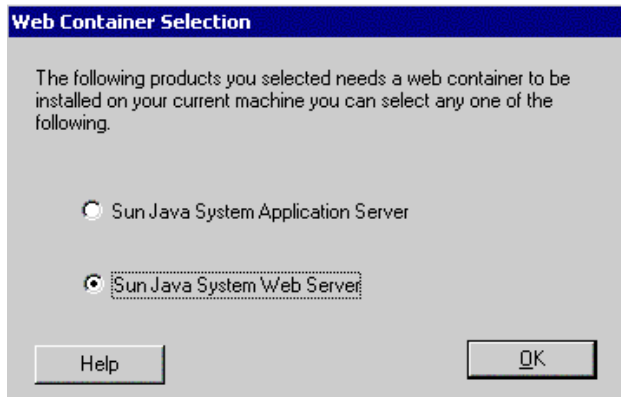 Web Container Selection
The following products you selected needs a web container to be
installed on your current machine you can select any one of the
following.
Sun Java System Application Server
Sun Java System Web Server
Help
OK